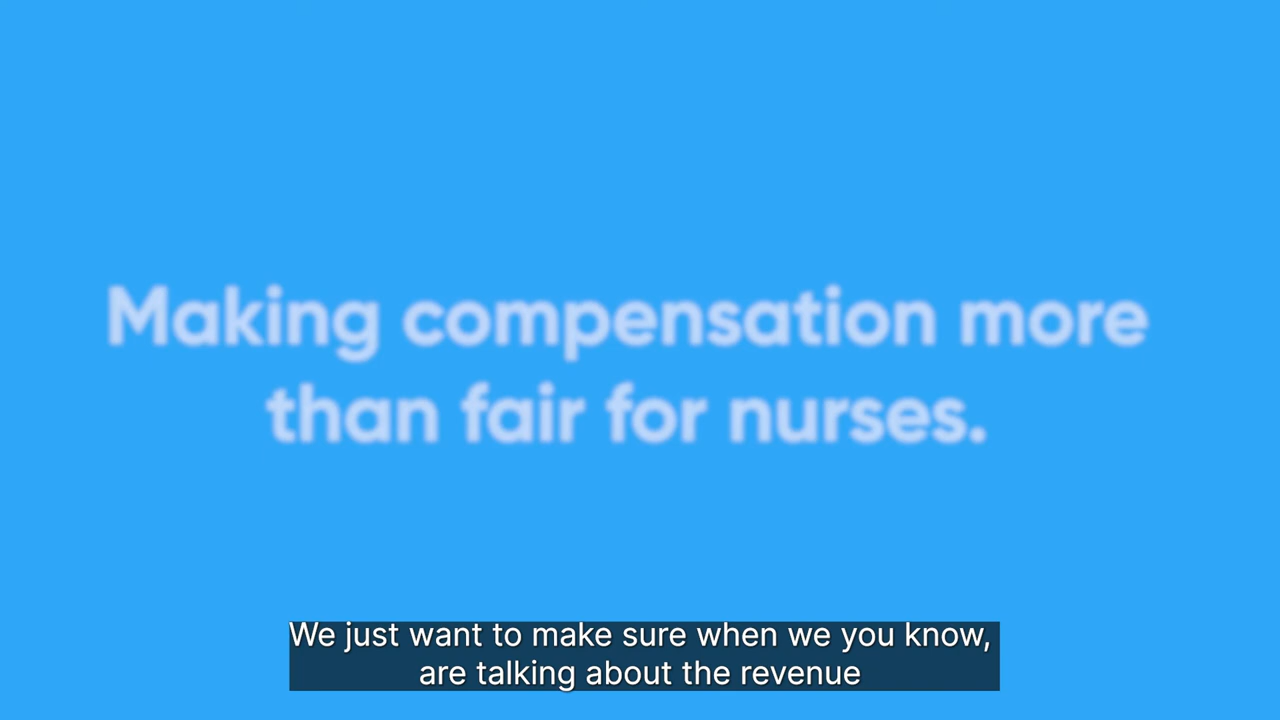 Making compensation more
than fair for nurses.
We just want to make sure when we you know,
are talking about the revenue